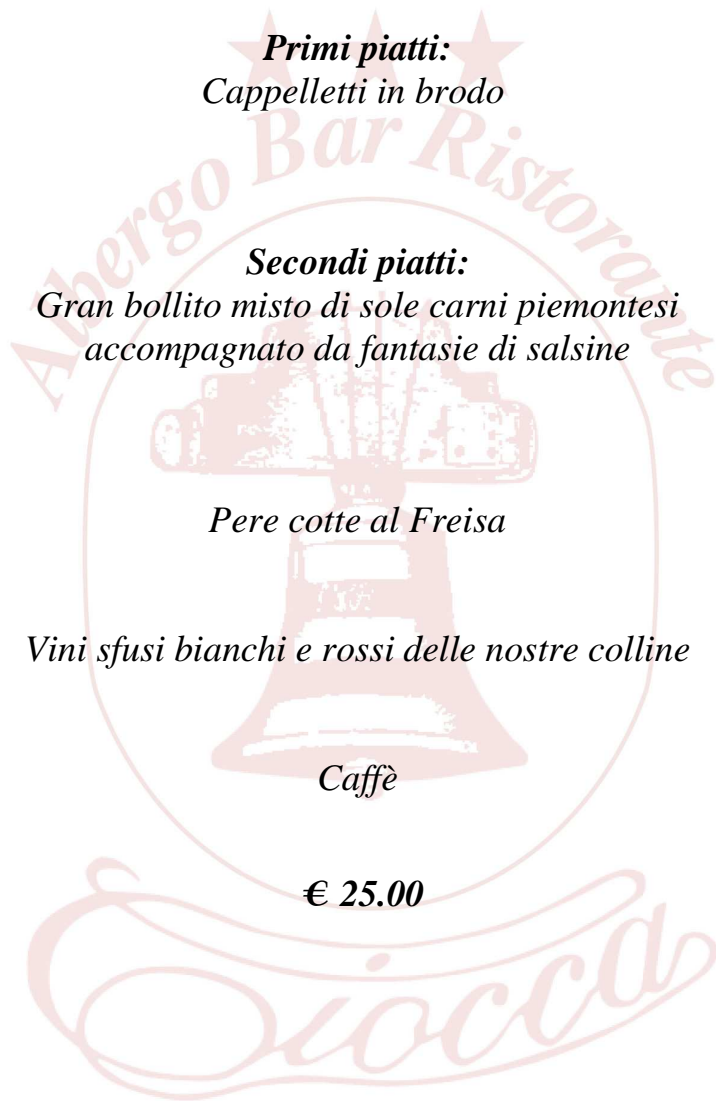 Primi piatti:
Cappelletti in brodo
Albergo Bar Ristorante
Secondi piatti:
Gran bollito misto di sole carni piemontesi
accompagnato da fantasie di salsine
Pere cotte al Freisa
Vini sfusi bianchi e rossi delle nostre colline
Caffè
€ 25.00
Ciocca